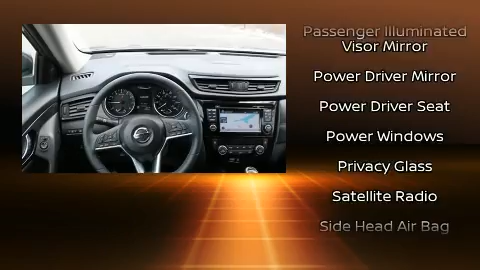 Passenger Illuminated
Visor Mirror
Power Driver Mirror
Power Driver Seat
Power Windows
Privacy Glass
Satellite Radio
Side Head Air Bag